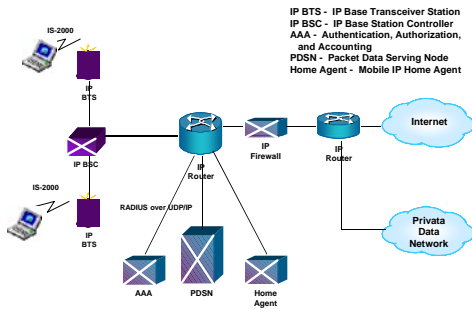 IP BTS - IP Base Transceiver Station
IP BSC - IP Base Station Controller
AAA - Authentication, Authorization,
and Accounting
PDSN - Packet Data Serving Node
Home Agent - Mobile IP Home Agent
IS-2000
IP
BTS
IP BSC
IP
Router
IP
Firewall
IP
Router
Internet
IS-2000
IP
BTS
RADIUS over UDP/IP
Privata
Data
Network
AAA
PDSN
Home
Agent